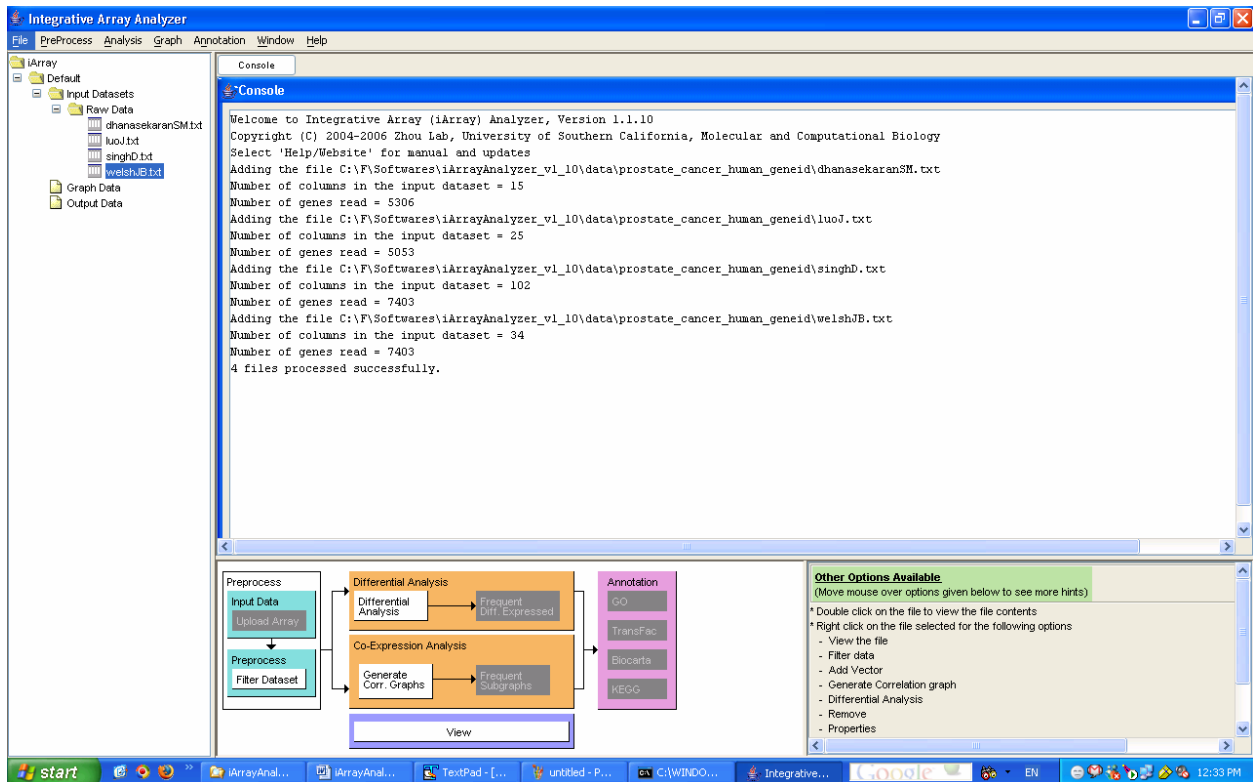 Integrative Array Analyzer
File PreProcess Analysis Graph Annotation Window Help
iArray
Default
Input Datasets
Raw Data
dhanasekaranSM.txt
luoJ.txt
singhD.txt
welshJB.txt
Graph Data
Output Data
Console
Console
Welcome to Integrative Array (iArray) Analyzer, Version 1.1.10
Copyright (C) 2004-2006 Zhou Lab, University of Southern California, Molecular and Computational Biology
Select 'Help/Website' for manual and updates
Adding the file C:\F\Softwares\iArrayAnalyzer_v1_10\data\prostate_cancer_human_geneid\dhanasekaranSM.txt
Number of columns in the input dataset = 15
Number of genes read = 5306
Adding the file C:\F\Softwares\iArrayAnalyzer_v1_10\data\prostate_cancer_human_geneid\luoJ.txt
Number of columns in the input dataset = 25
Number of genes read = 5053
Adding the file C:\F\Softwares\iArrayAnalyzer_v1_10\data\prostate_cancer_human_geneid\singhD.txt
Number of columns in the input dataset = 102
Number of genes read = 7403
Adding the file C:\F\Softwares\iArrayAnalyzer_v1_10\data\prostate_cancer_human_geneid\welshJB.txt
Number of columns in the input dataset = 34
Number of genes read = 7403
4 files processed successfully.
Preprocess
Input Data
Upload Array
Preprocess
Filter Dataset
Differential Analysis
Differential
Analysis
Frequent
Diff. Expressed
Co-Expression Analysis
Generate
Corr. Graphs
Frequent
Subgraphs
View
Annotation
GO
TransFac
Biocarta
KEGG
Other Options Available
(Move mouse over options given below to see more hints)
* Double click on the file to view the file contents
* Right click on the file selected for the following options
- View the file
- Filter data
- Add Vector
- Generate Correlation graph
- Differential Analysis
- Remove
- Properties
start iArrayAnal... iArrayAnal... TextPad - [... untitled - P... C:\WINDO... Integrative... Google EN 12:33 PM